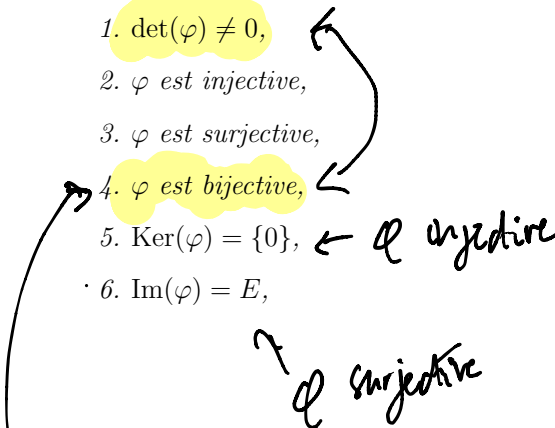 1. det(φ) ≠ 0,
2. φ est injective,
3. φ est surjective,
4. φ est bijective,
5. Ker(φ) = {0}, ← φ injective
6. Im(φ) = E,
φ surjective